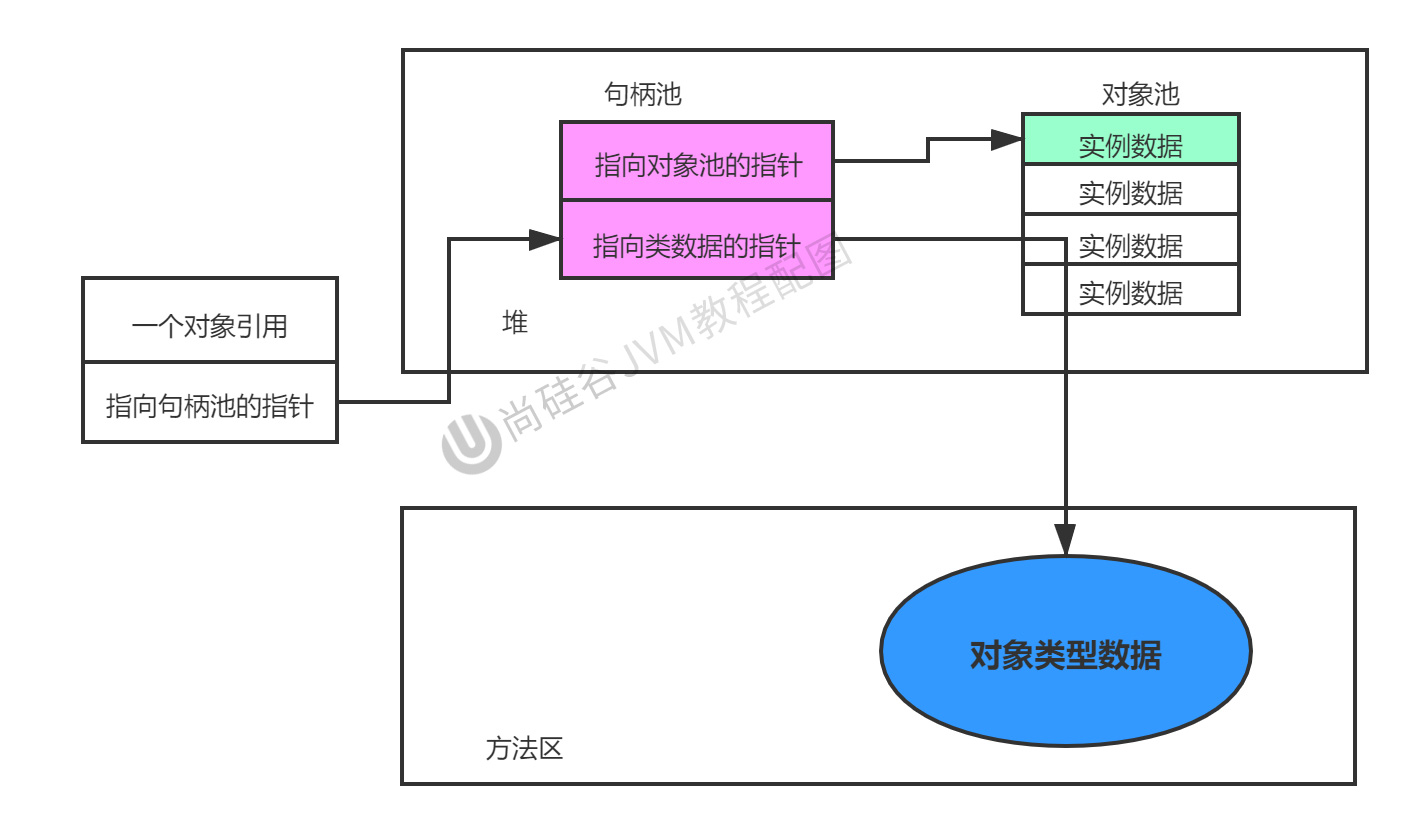 句柄池
对象池
指向对象池的指针
实例数据
实例数据
指向类数据的指针
实例数据
实例数据
堆
一个对象引用
指向句柄池的指针
尚硅谷JVM教程配图
对象类型数据
方法区